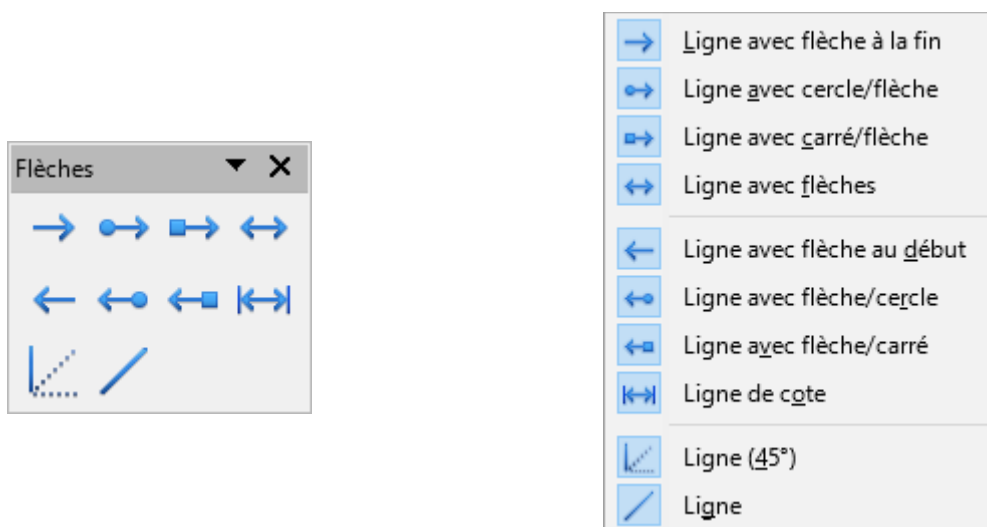 Flèches
Ligne avec flèche à la fin
Ligne avec cercle/flèche
Ligne avec carré/flèche
Ligne avec flèches
Ligne avec flèche au début
Ligne avec flèche/cercle
Ligne avec flèche/carré
Ligne de cote
Ligne (45°)
Ligne